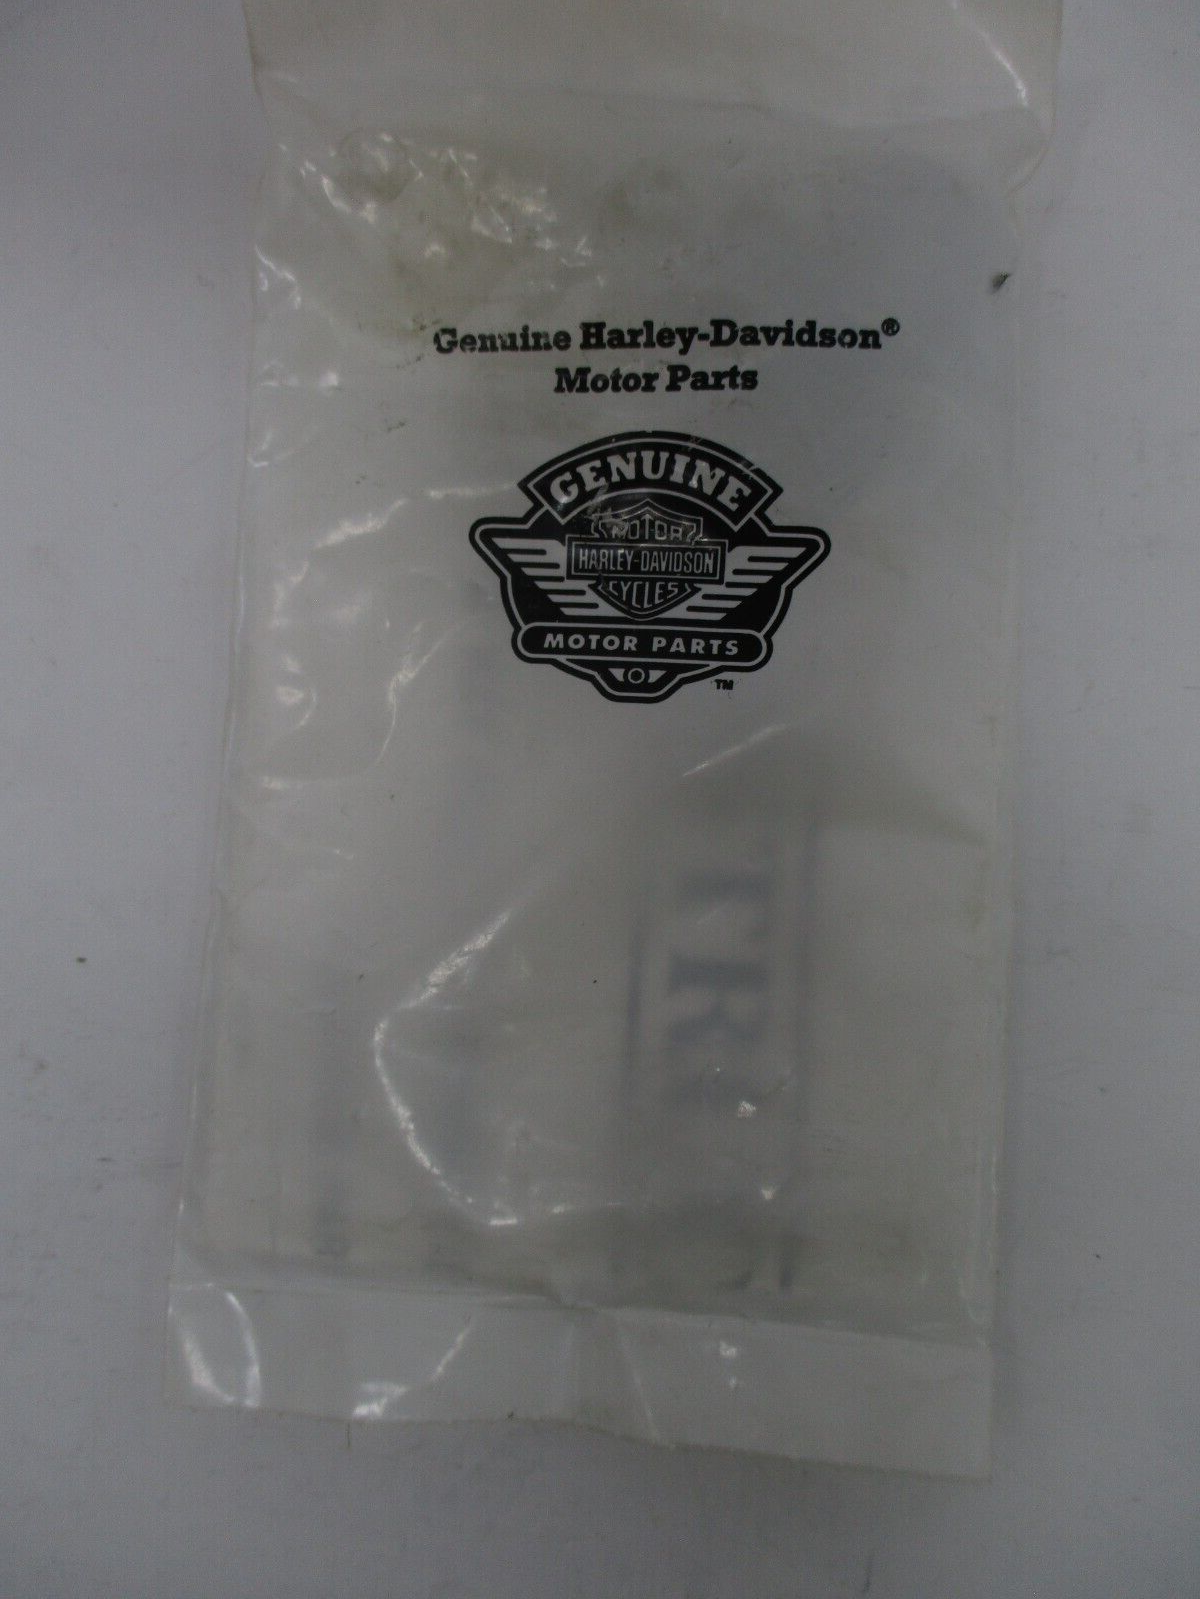 Genuine Harley-Davidson®
Motor Parts
GENUINE
MOTOR
HARLEY-DAVIDSON
CYCLES
MOTOR PARTS
TM